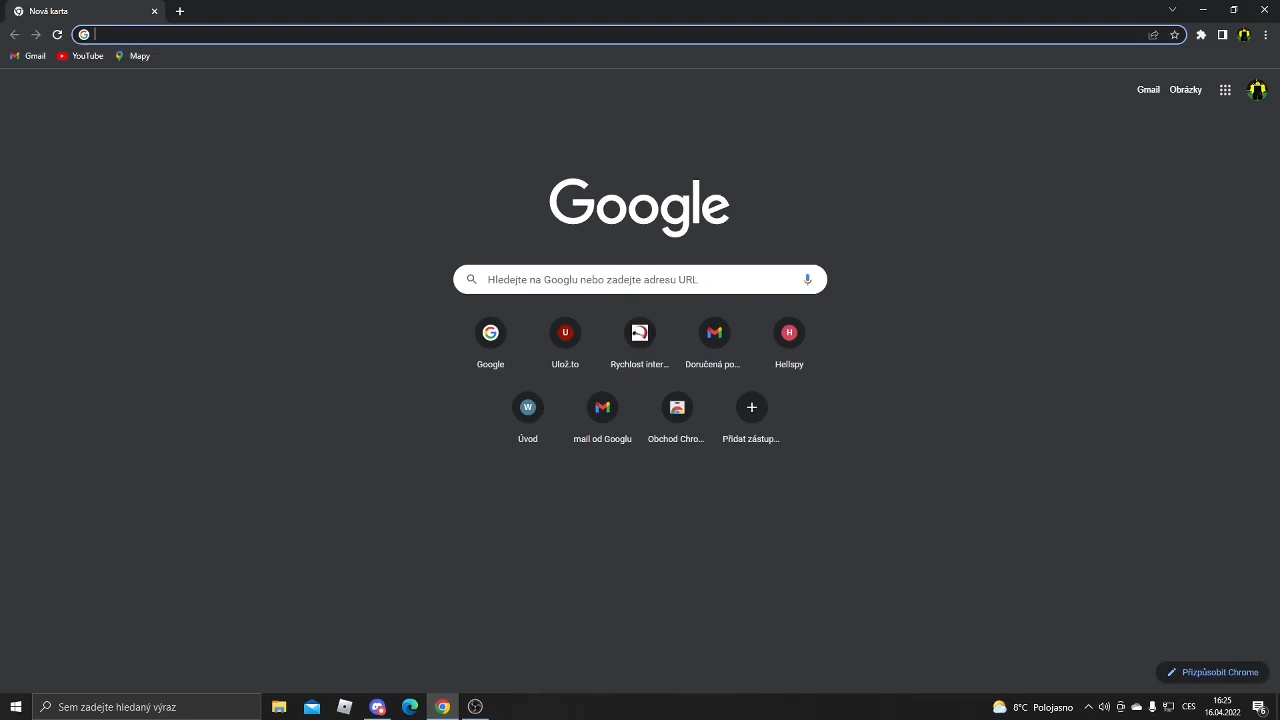 Nová karta
Gmail YouTube Mapy
Gmail Obrázky
Google
Hledejte na Googlu nebo zadejte adresu URL
G U H
Google Ulož.to Rychlost inter... Doručená po... Hellspy
W
Úvod mail od Googlu Obchod Chro... Přidat zástup...
Přizpůsobit Chrome
Sem zadejte hledaný výraz
8°C Polojasno CES 16:25
16.04.2022